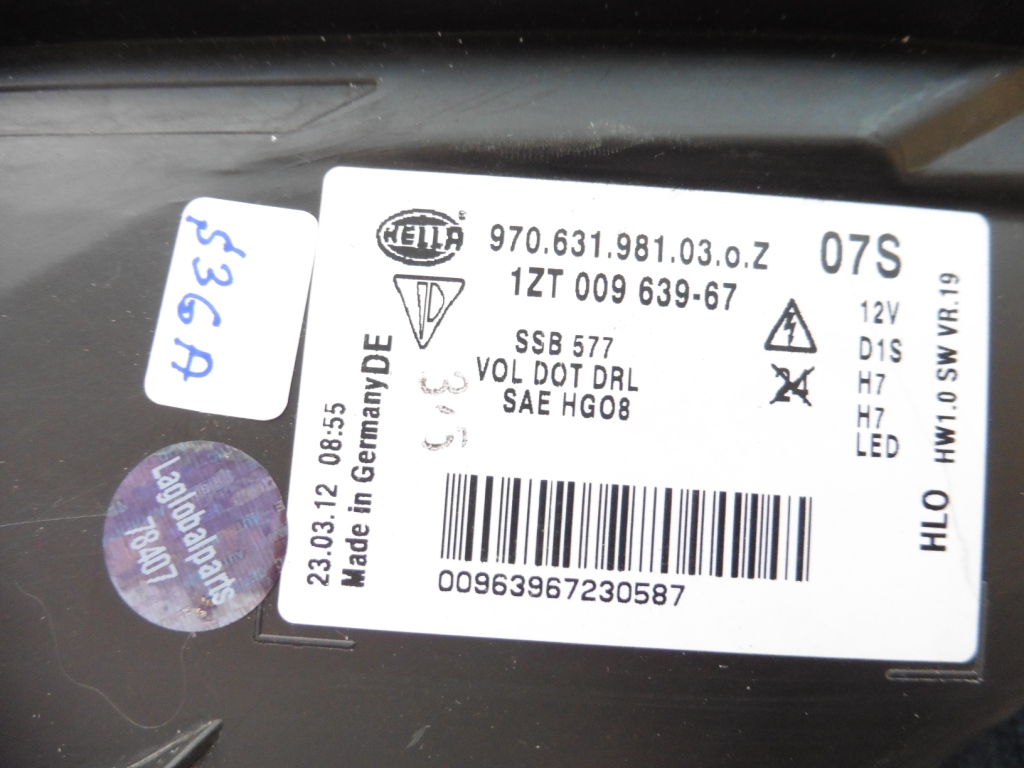 HELLA
970.631.981.03.o.Z
07S
1ZT 009 639-67
SSB 577
VOL DOT DRL
SAE HG08
12V
D1S
24
H7
H7
LED
HW1.0 SW VR.19
HLO
23.03.12 08:55
Made in Germany DE
00963967230587
536A
Laglobalparts
78407